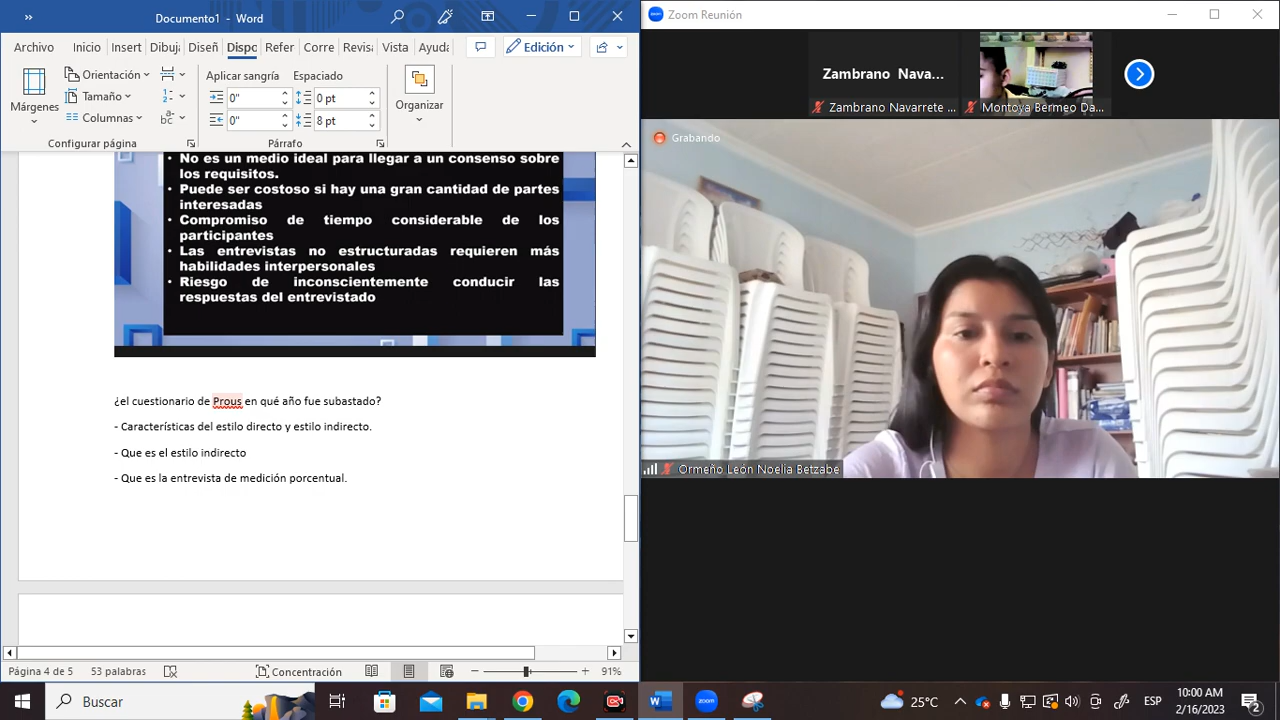 Documento1 - Word
Zoom Reunión
Archivo
Inicio
Insert
Dibuj
Diseñ
Dispo
Refer
Corre
Revis
Vista
Ayuda
Edición
Orientación
Tamaño
Columnas
Márgenes
Aplicar sangría
Espaciado
0"
0"
0 pt
8 pt
Organizar
Configurar página
Párrafo
Zambrano Nava...
Zambrano Navarrete ...
Montoya Bermeo Da...
Grabando
• No es un medio ideal para llegar a un consenso sobre
los requisitos.
• Puede ser costoso si hay una gran cantidad de partes
interesadas
• Compromiso de tiempo considerable de los
participantes
• Las entrevistas no estructuradas requieren más
habilidades interpersonales
• Riesgo de inconscientemente conducir las
respuestas del entrevistado
¿el cuestionario de Prous en qué año fue subastado?
- Características del estilo directo y estilo indirecto.
- Que es el estilo indirecto
- Que es la entrevista de medición porcentual.
Ormeño León Noelia Betzabe
Página 4 de 5
53 palabras
Concentración
91%
Buscar
25°C
ESP
10:00 AM
2/16/2023
2